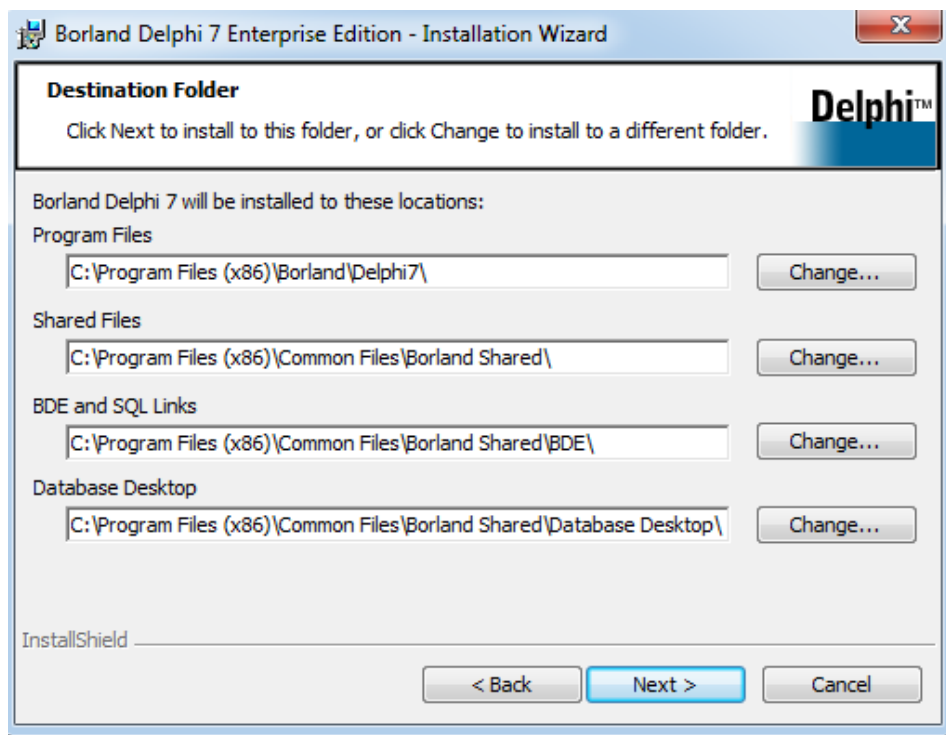 Borland Delphi 7 Enterprise Edition - Installation Wizard
Destination Folder
Click Next to install to this folder, or click Change to install to a different folder.
Delphi™
Borland Delphi 7 will be installed to these locations:
Program Files
C:\Program Files (x86)\Borland\Delphi7\
Change...
Shared Files
C:\Program Files (x86)\Common Files\Borland Shared\
Change...
BDE and SQL Links
C:\Program Files (x86)\Common Files\Borland Shared\BDE\
Change...
Database Desktop
C:\Program Files (x86)\Common Files\Borland Shared\Database Desktop\
Change...
InstallShield
< Back
Next >
Cancel